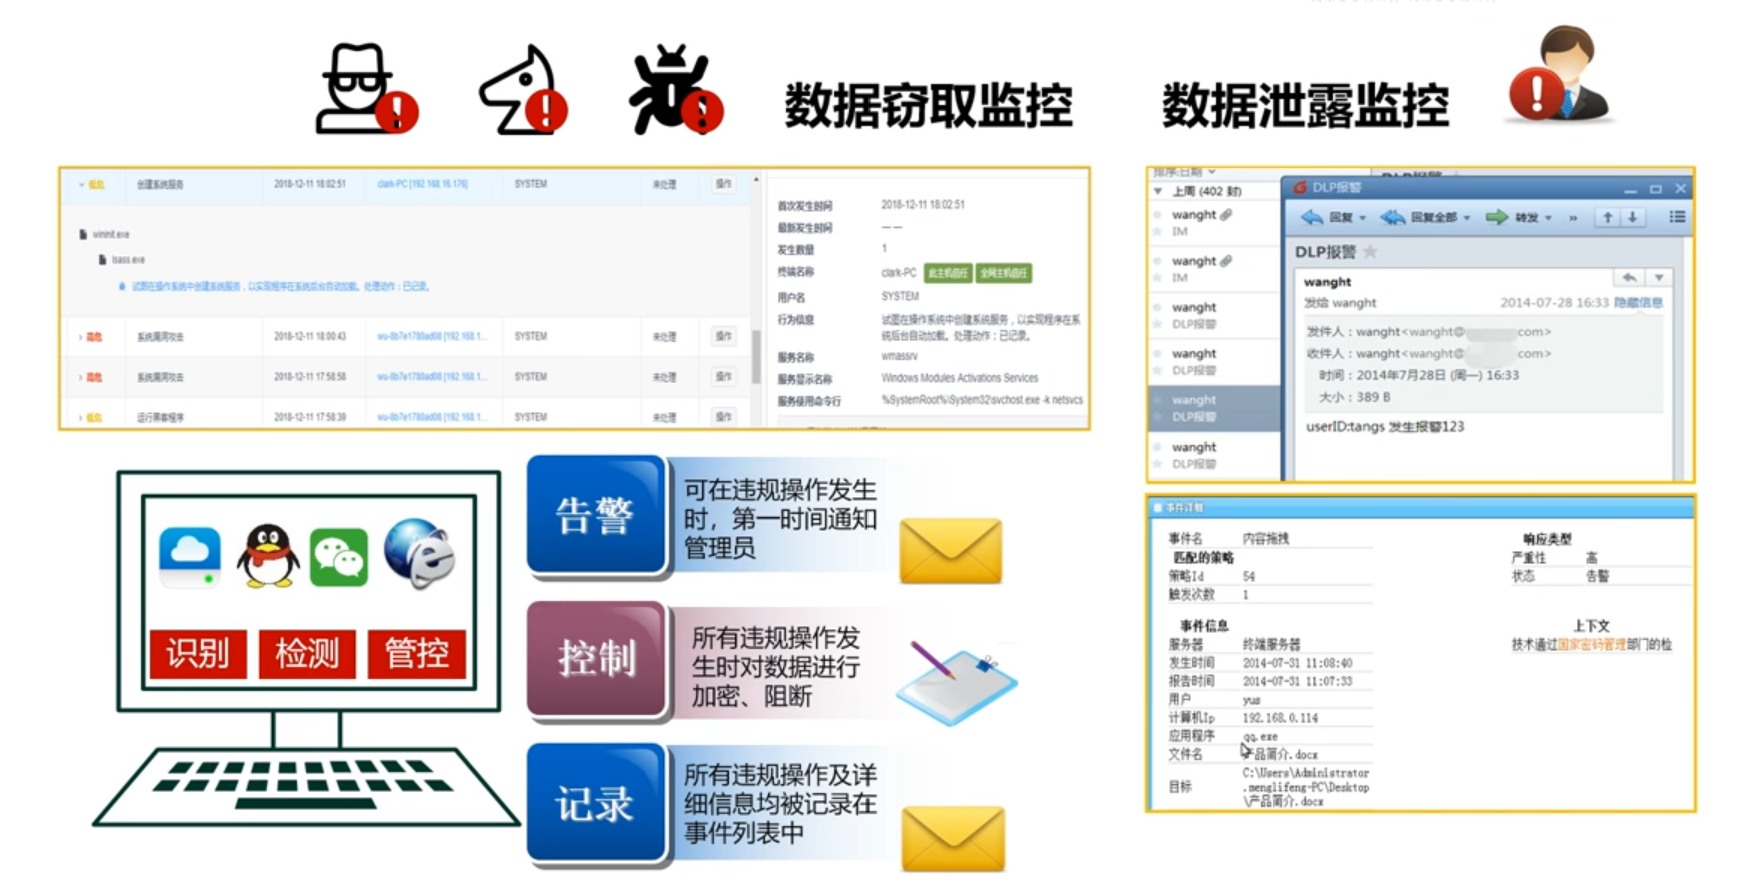 数据窃取监控
数据泄露监控
低危 创建系统服务 2018-12-11 18:02:51 clark-PC [192.168.16.176] SYSTEM 未处理 操作
wininit.exe
lsass.exe
试图在操作系统中创建系统服务，以实现程序在系统后台自动加载。处理动作：已记录。
高危 系统漏洞攻击 2018-12-11 18:00:43 wu-8b7e1780ad06 [192.168.1... SYSTEM 未处理 操作
高危 系统漏洞攻击 2018-12-11 17:58:58 wu-8b7e1780ad06 [192.168.1... SYSTEM 未处理 操作
低危 运行黑客程序 2018-12-11 17:58:39 wu-8b7e1780ad06 [192.168.1... SYSTEM 未处理 操作
首次发生时间 2018-12-11 18:02:51
最新发生时间 — —
发生数量 1
终端名称 clark-PC 此主机信任 全网主机信任
用户名 SYSTEM
行为信息 试图在操作系统中创建系统服务，以实现程序在系
统后台自动加载。处理动作：已记录。
服务名称 wmassrv
服务显示名称 Windows Modules Activations Services
服务使用命令行 %SystemRoot%\System32\svchost.exe -k netsvcs
排序:日期
上周 (402 封)
wanght
IM
wanght
IM
wanght
DLP报警
wanght
DLP报警
wanght
DLP报警
wanght
DLP报警
DLP报警
回复 回复全部 转发 »
DLP报警
wanght
发给 wanght 2014-07-28 16:33 隐藏信息
发件人：wanght<wanght@ com>
收件人：wanght<wanght@ com>
时间：2014年7月28日 (周一) 16:33
大小：389 B
userID:tangs 发生报警123
识别 检测 管控
告警
可在违规操作发生
时，第一时间通知
管理员
控制
所有违规操作发
生时对数据进行
加密、阻断
记录
所有违规操作及详
细信息均被记录在
事件列表中
事件详细
事件名 内容拖拽
匹配的策略
策略Id 54
触发次数 1
事件信息
服务器 终端服务器
发生时间 2014-07-31 11:08:40
报告时间 2014-07-31 11:07:33
用户 yus
计算机Ip 192.168.0.114
应用程序 qq.exe
文件名 产品简介.docx
目标 C:\Users\Administrator
.menglifeng-PC\Desktop
\产品简介.docx
响应类型
严重性 高
状态 告警
上下文
技术通过国家密码管理部门的检